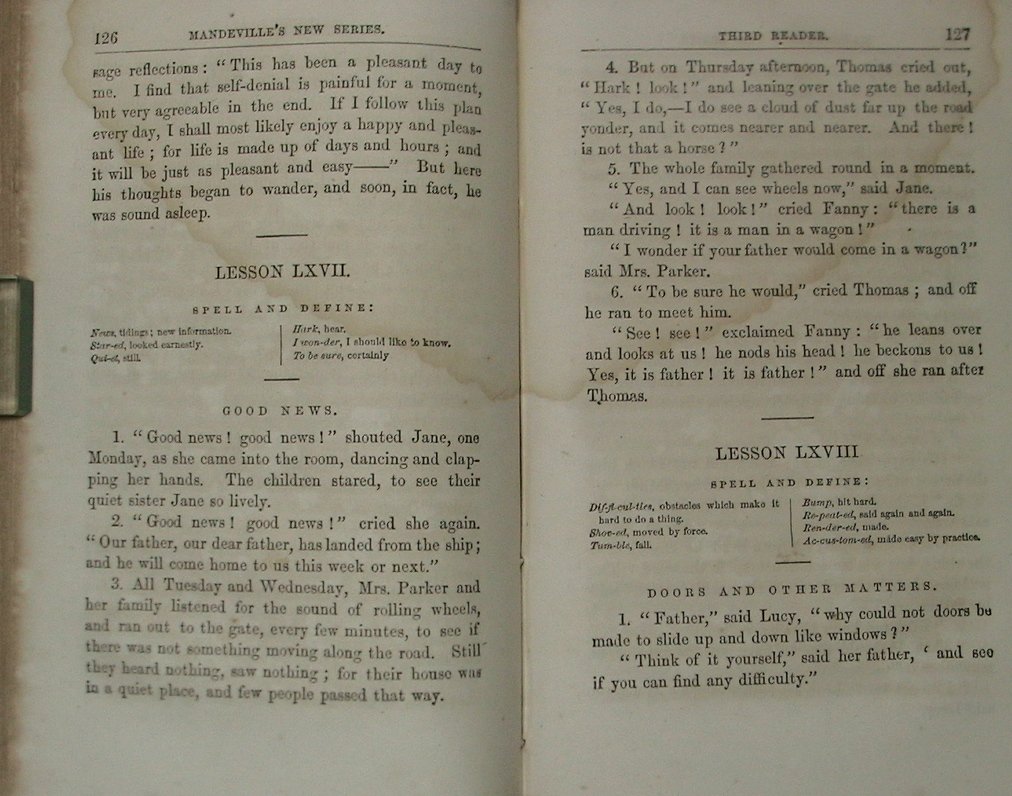 126 MANDEVILLE'S NEW SERIES.
sage reflections : “ This has been a pleasant day to
me. I find that self-denial is painful for a moment,
but very agreeable in the end. If I follow this plan
every day, I shall most likely enjoy a happy and pleas-
ant life ; for life is made up of days and hours ; and
it will be just as pleasant and easy——” But here
his thoughts began to wander, and soon, in fact, he
was sound asleep.
LESSON LXVII.
SPELL AND DEFINE:
News, tidings; new information.
Star-ed, looked earnestly.
Qui-et, still.
Hark, hear.
I won-der, I should like to know.
To be sure, certainly
GOOD NEWS.
1. “ Good news ! good news ! ” shouted Jane, one
Monday, as she came into the room, dancing and clap-
ping her hands. The children stared, to see their
quiet sister Jane so lively.
2. “ Good news ! good news ! ” cried she again.
“ Our father, our dear father, has landed from the ship ;
and he will come home to us this week or next.”
3. All Tuesday and Wednesday, Mrs. Parker and
her family listened for the sound of rolling wheels,
and ran out to the gate, every few minutes, to see if
there was not something moving along the road. Still
they heard nothing, saw nothing ; for their house was
in a quiet place, and few people passed that way.
THIRD READER. 127
4. But on Thursday afternoon, Thomas cried out,
“ Hark ! look ! ” and leaning over the gate he added,
“ Yes, I do,—I do see a cloud of dust far up the road
yonder, and it comes nearer and nearer. And there !
is not that a horse ? ”
5. The whole family gathered round in a moment.
“ Yes, and I can see wheels now,” said Jane.
“ And look ! look ! ” cried Fanny : “ there is a
man driving ! it is a man in a wagon ! ”
“ I wonder if your father would come in a wagon ? ”
said Mrs. Parker.
6. “ To be sure he would,” cried Thomas ; and off
he ran to meet him.
“ See ! see ! ” exclaimed Fanny : “ he leans over
and looks at us ! he nods his head ! he beckons to us !
Yes, it is father ! it is father ! ” and off she ran after
Thomas.
LESSON LXVIII
SPELL AND DEFINE:
Dif-fi-cul-ties, obstacles which make it
hard to do a thing.
Shov-ed, moved by force.
Tum-ble, fall.
Bump, hit hard.
Re-peat-ed, said again and again.
Ren-der-ed, made.
Ac-cus-tom-ed, made easy by practice.
DOORS AND OTHER MATTERS.
1. “ Father,” said Lucy, “ why could not doors be
made to slide up and down like windows ? ”
“ Think of it yourself,” said her father, ‘ and see
if you can find any difficulty.”